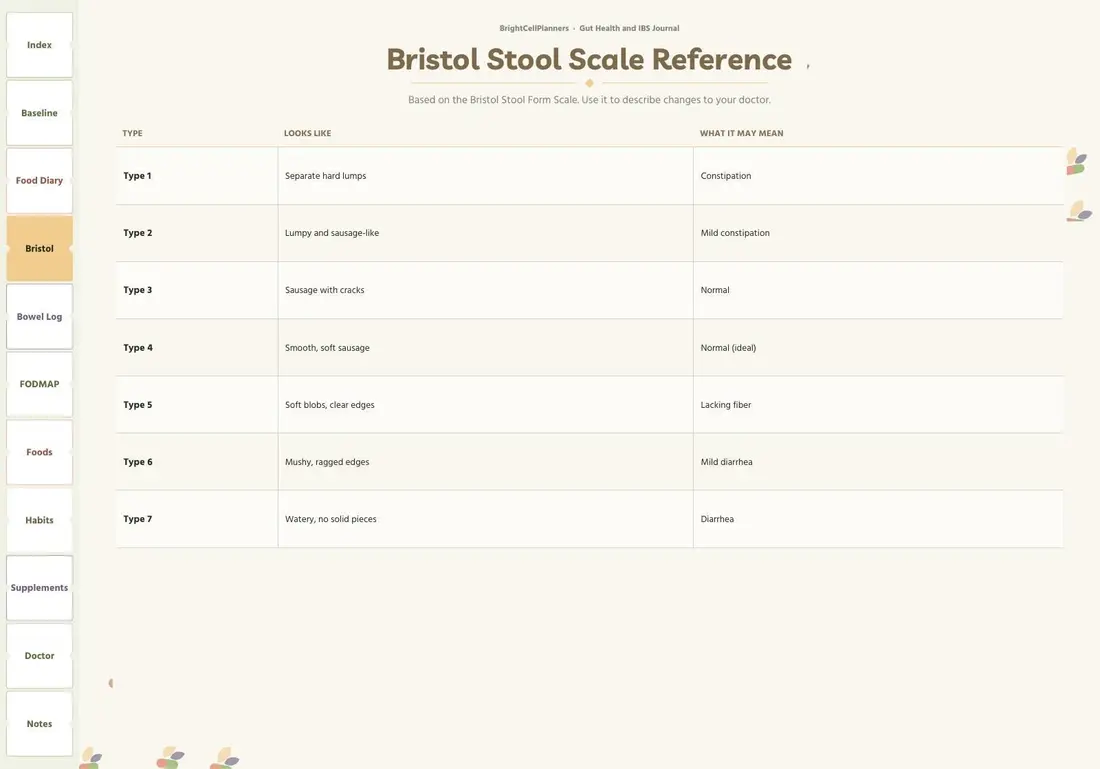 Index
Baseline
Food Diary
Bristol
Bowel Log
FODMAP
Foods
Habits
Supplements
Doctor
Notes
BrightCellPlanners · Gut Health and IBS Journal
Bristol Stool Scale Reference
Based on the Bristol Stool Form Scale. Use it to describe changes to your doctor.
TYPE LOOKS LIKE WHAT IT MAY MEAN
Type 1 Separate hard lumps Constipation
Type 2 Lumpy and sausage-like Mild constipation
Type 3 Sausage with cracks Normal
Type 4 Smooth, soft sausage Normal (ideal)
Type 5 Soft blobs, clear edges Lacking fiber
Type 6 Mushy, ragged edges Mild diarrhea
Type 7 Watery, no solid pieces Diarrhea